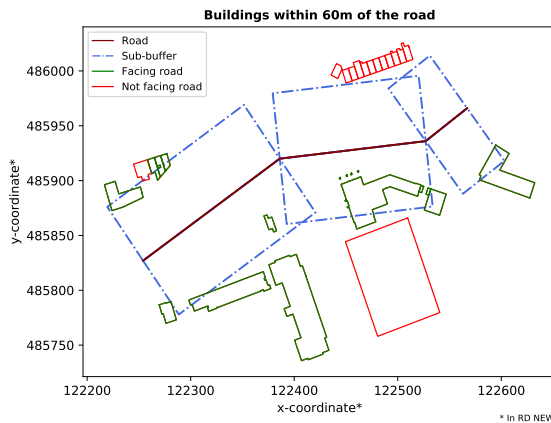 Buildings within 60m of the road
Road
Sub-buffer
Facing road
Not facing road
486000
485950
485900
485850
485800
485750
y-coordinate*
122200
122300
122400
122500
122600
x-coordinate*
* In RD NEW